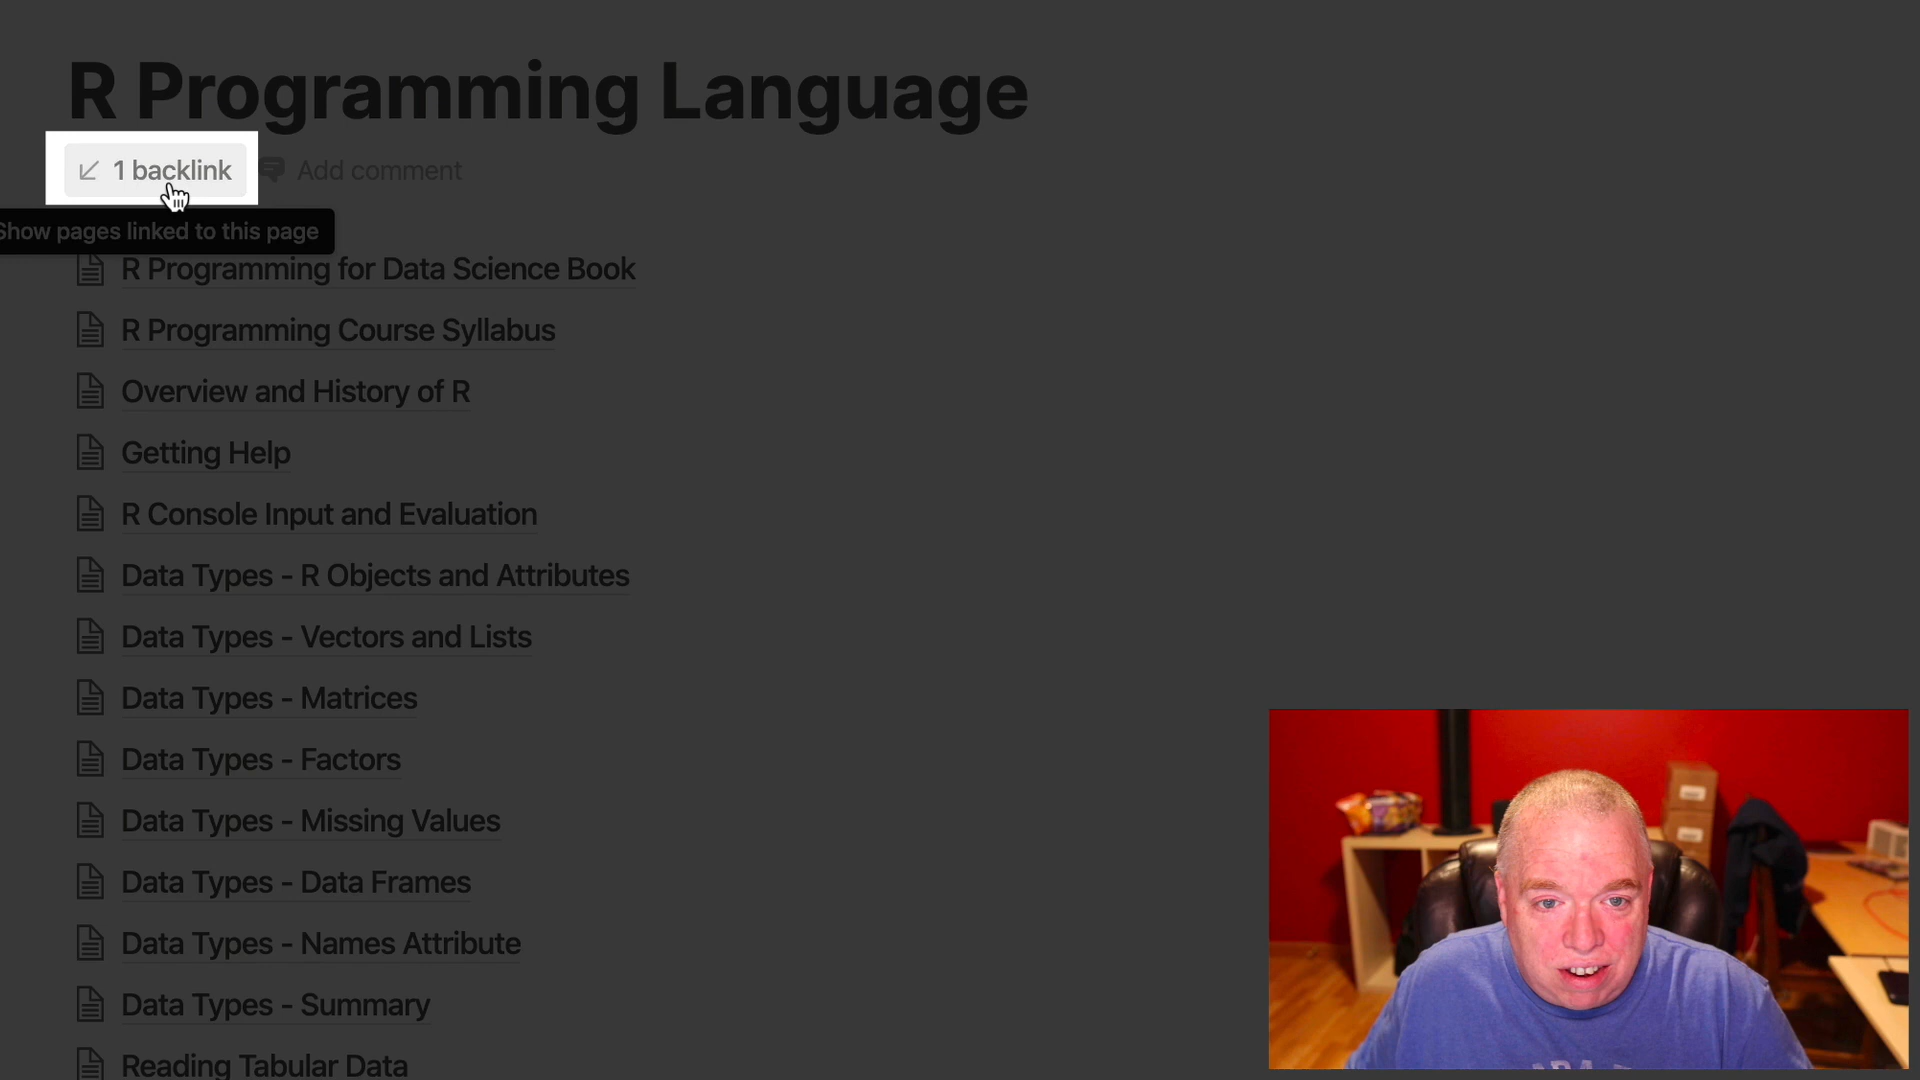 R Programming Language
1 backlink
Add comment
Show pages linked to this page
R Programming for Data Science Book
R Programming Course Syllabus
Overview and History of R
Getting Help
R Console Input and Evaluation
Data Types - R Objects and Attributes
Data Types - Vectors and Lists
Data Types - Matrices
Data Types - Factors
Data Types - Missing Values
Data Types - Data Frames
Data Types - Names Attribute
Data Types - Summary
Reading Tabular Data